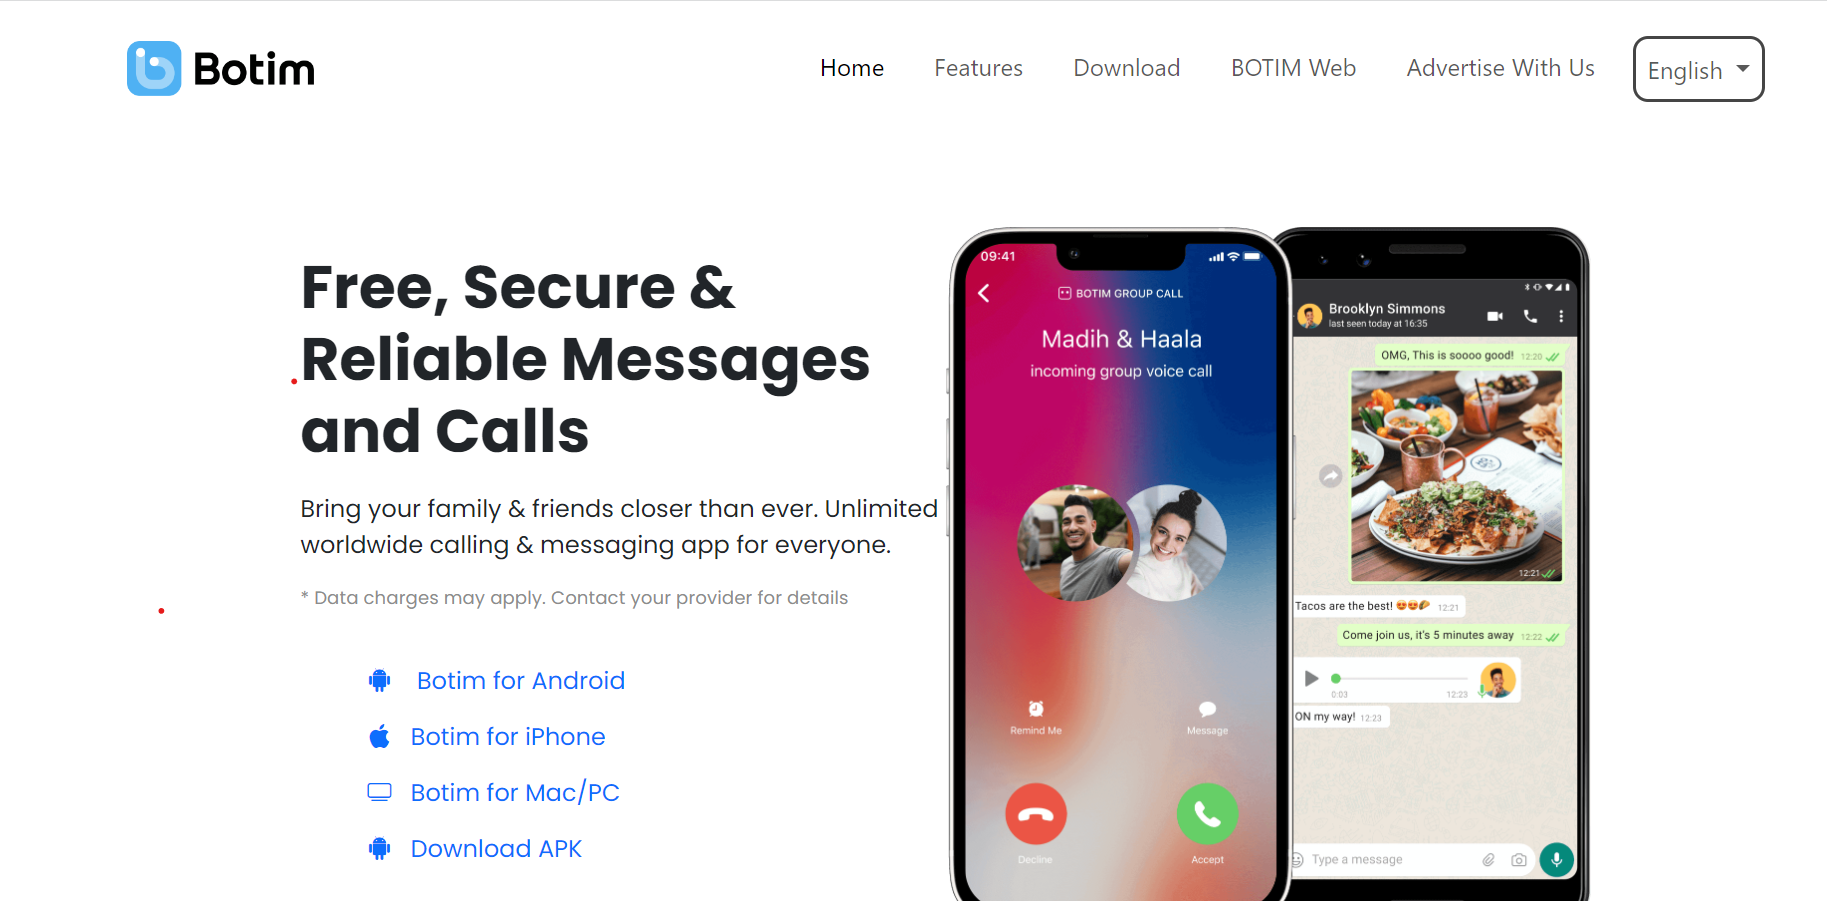 Botim
Home
Features
Download
BOTIM Web
Advertise With Us
English
Free, Secure &
Reliable Messages
and Calls
Bring your family & friends closer than ever. Unlimited
worldwide calling & messaging app for everyone.
* Data charges may apply. Contact your provider for details
Botim for Android
Botim for iPhone
Botim for Mac/PC
Download APK
09:41
BOTIM GROUP CALL
Madih & Haala
incoming group voice call
Remind Me
Message
Decline
Accept
Brooklyn Simmons
last seen today at 16:35
OMG, This is soooo good! 12:20
12:21
Tacos are the best! 😍😍🌮 12:21
Come join us, it's 5 minutes away 12:22
0:03
12:23
ON my way! 12:23
Type a message